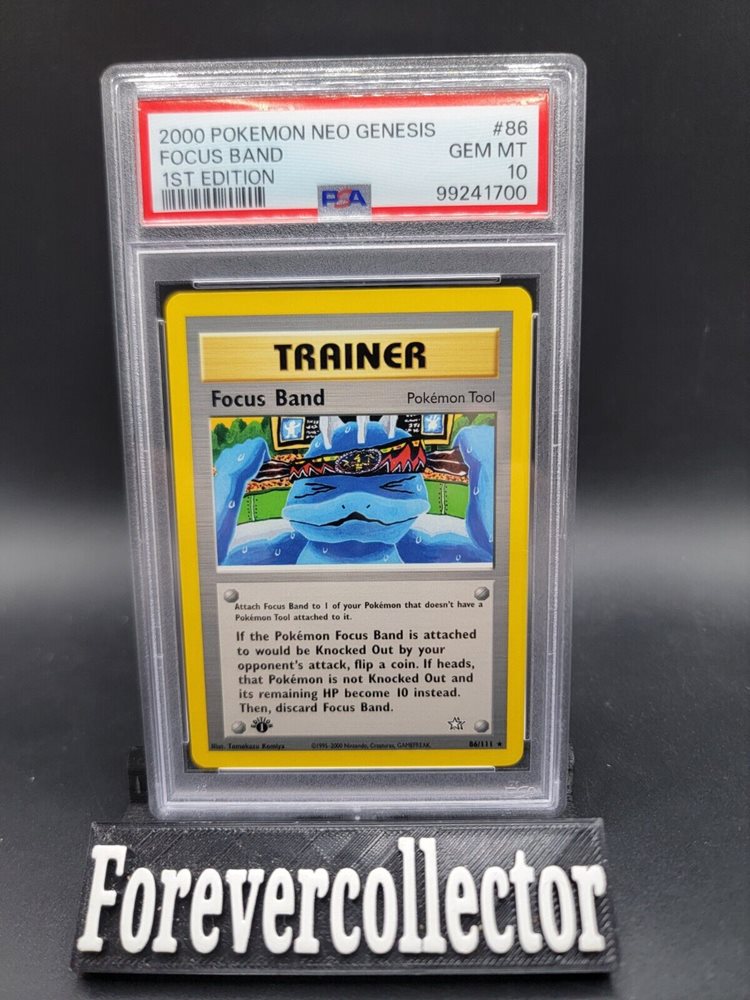 2000 POKEMON NEO GENESIS #86
FOCUS BAND GEM MT
1ST EDITION 10
PSA 99241700
TRAINER
Focus Band Pokémon Tool
Attach Focus Band to 1 of your Pokémon that doesn't have a
Pokémon Tool attached to it.
If the Pokémon Focus Band is attached
to would be Knocked Out by your
opponent's attack, flip a coin. If heads,
that Pokémon is not Knocked Out and
its remaining HP become 10 instead.
Then, discard Focus Band.
EDITION
1
Illus. Tomokazu Komiya ©1995-2000 Nintendo, Creatures, GAMEFREAK. 86/111 ★
Forevercollector